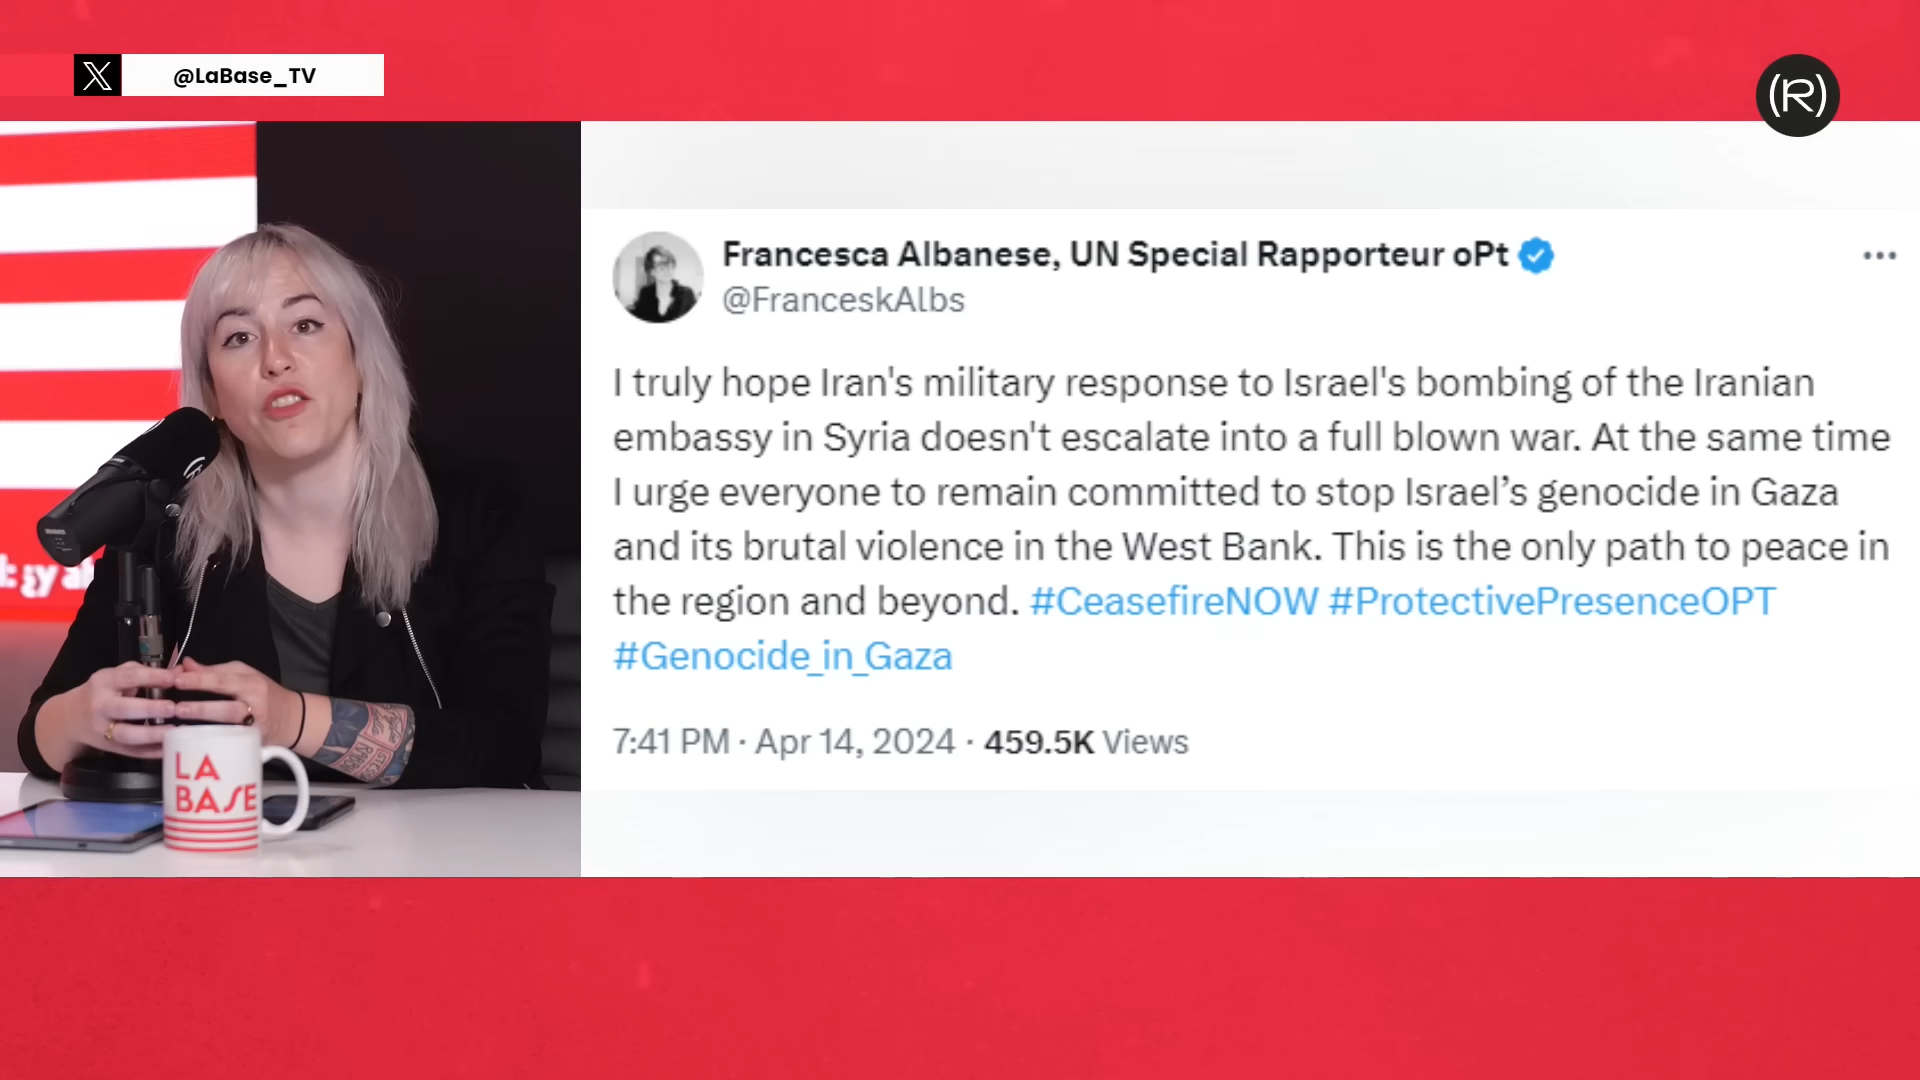 @LaBase_TV
(R)
Francesca Albanese, UN Special Rapporteur oPt
@FranceskAlbs
I truly hope Iran's military response to Israel's bombing of the Iranian
embassy in Syria doesn't escalate into a full blown war. At the same time
I urge everyone to remain committed to stop Israel’s genocide in Gaza
and its brutal violence in the West Bank. This is the only path to peace in
the region and beyond. #CeasefireNOW #ProtectivePresenceOPT
#Genocide_in_Gaza
7:41 PM · Apr 14, 2024 · 459.5K Views
LA
BASE